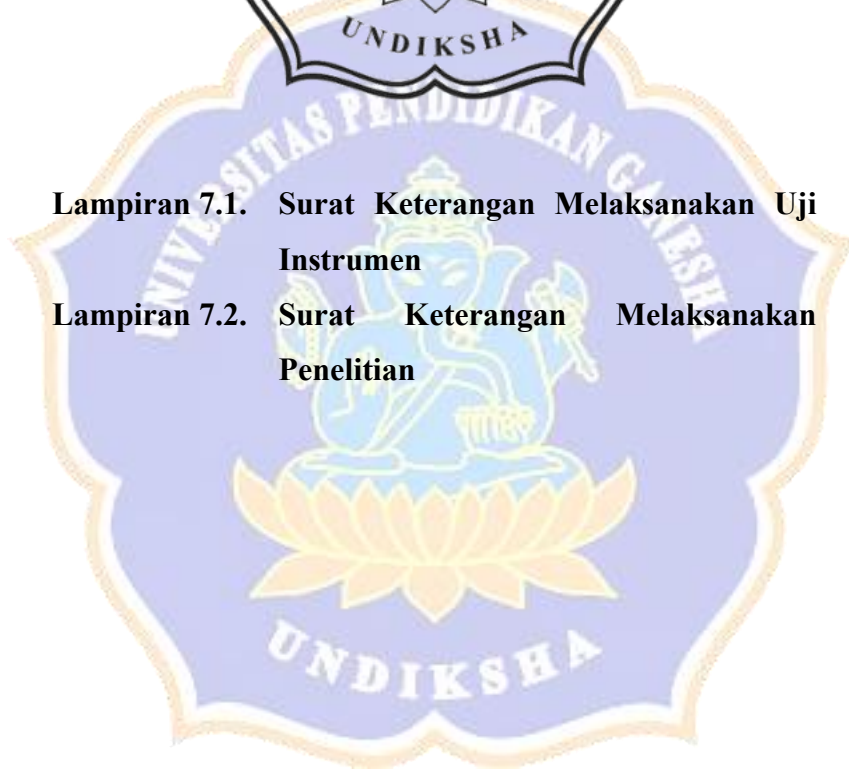 UNDIKSHA
UNIVERSITAS PENDIDIKAN GANESHA
Lampiran 7.1. Surat Keterangan Melaksanakan Uji
Instrumen
Lampiran 7.2. Surat Keterangan Melaksanakan
Penelitian
UNDIKSHA